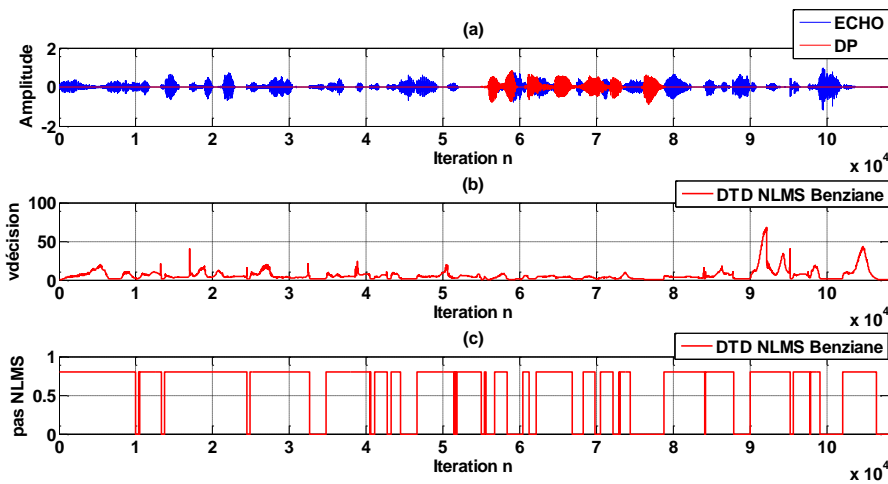 (a)
ECHO
DP
Amplitude
2
0
-2
0 1 2 3 4 5 6 7 8 9 10
Iteration n
x 10^4
(b)
DTD NLMS Benziane
vdécision
100
50
0
0 1 2 3 4 5 6 7 8 9 10
Iteration n
x 10^4
(c)
DTD NLMS Benziane
pas NLMS
1
0.5
0
0 1 2 3 4 5 6 7 8 9 10
Iteration n
x 10^4